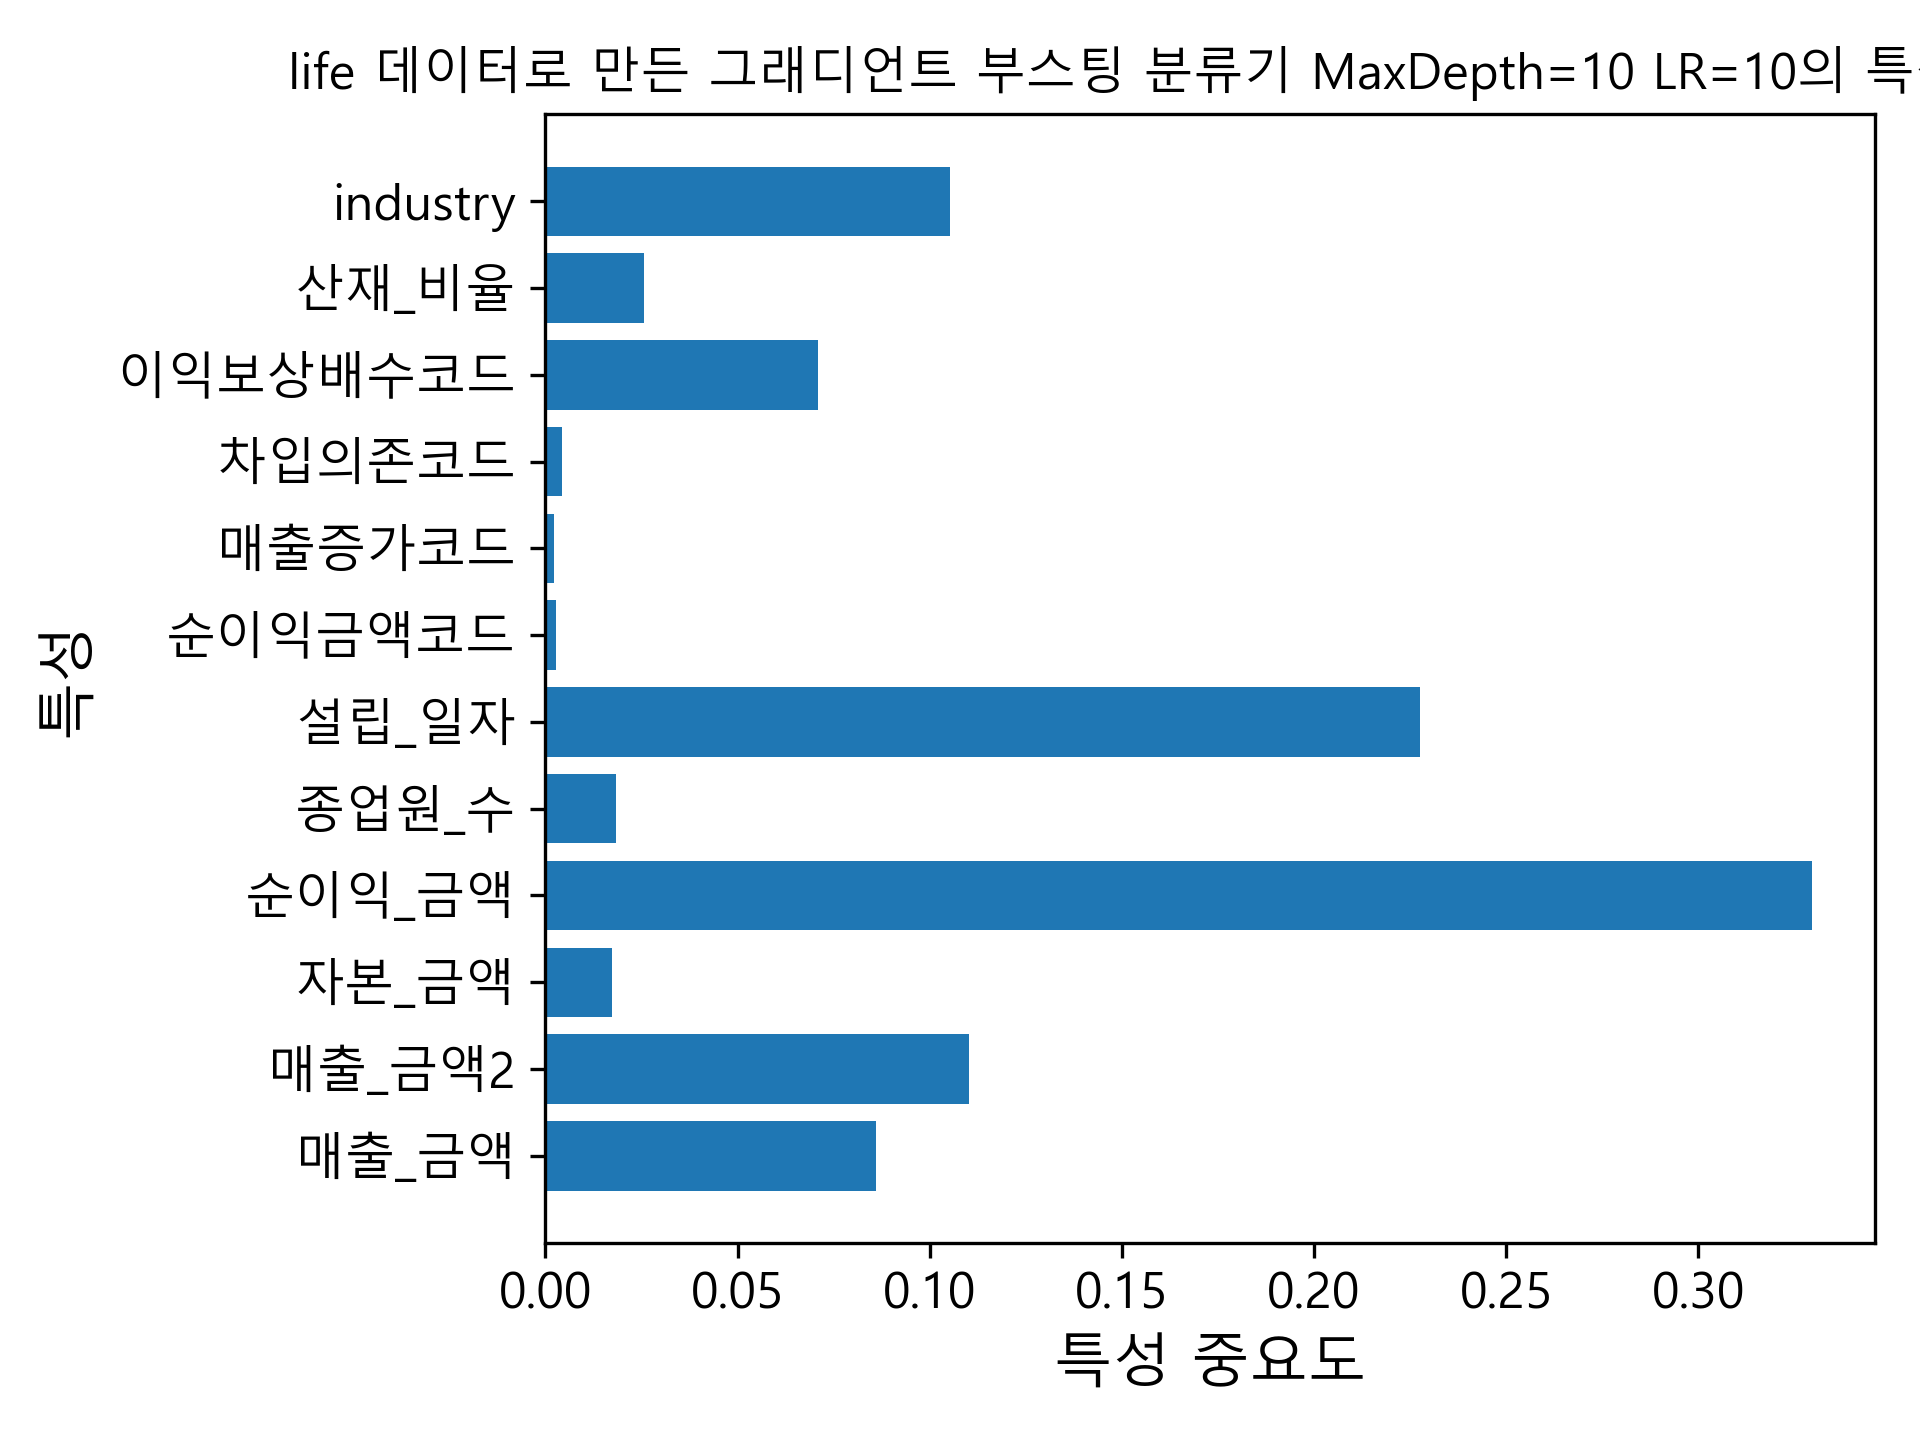 life 데이터로 만든 그래디언트 부스팅 분류기 MaxDepth=10 LR=10의
industry
산재_비율
이익보상배수코드
차입의존코드
매출증가코드
순이익금액코드
설립_일자
종업원_수
순이익_금액
자본_금액
매출_금액2
매출_금액
특성
0.00 0.05 0.10 0.15 0.20 0.25 0.30
특성 중요도